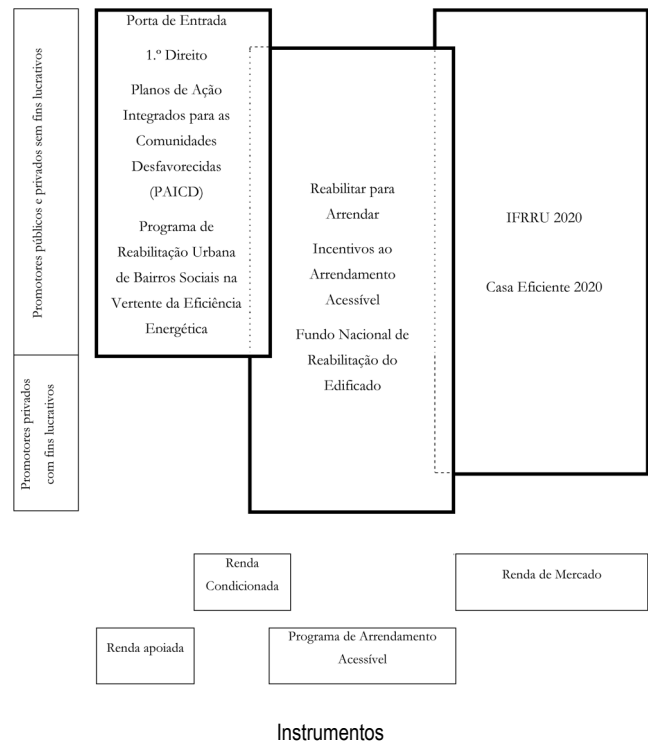 Promotores públicos e privados sem fins lucrativos
Promotores privados
com fins lucrativos
Porta de Entrada
1.º Direito
Planos de Ação
Integrados para as
Comunidades
Desfavorecidas
(PAICD)
Programa de
Reabilitação Urbana
de Bairros Sociais na
Vertente da Eficiência
Energética
Reabilitar para
Arrendar
Incentivos ao
Arrendamento
Acessível
Fundo Nacional de
Reabilitação do
Edificado
IFRRU 2020
Casa Eficiente 2020
Renda
Condicionada
Renda de Mercado
Renda apoiada
Programa de Arrendamento
Acessível
Instrumentos